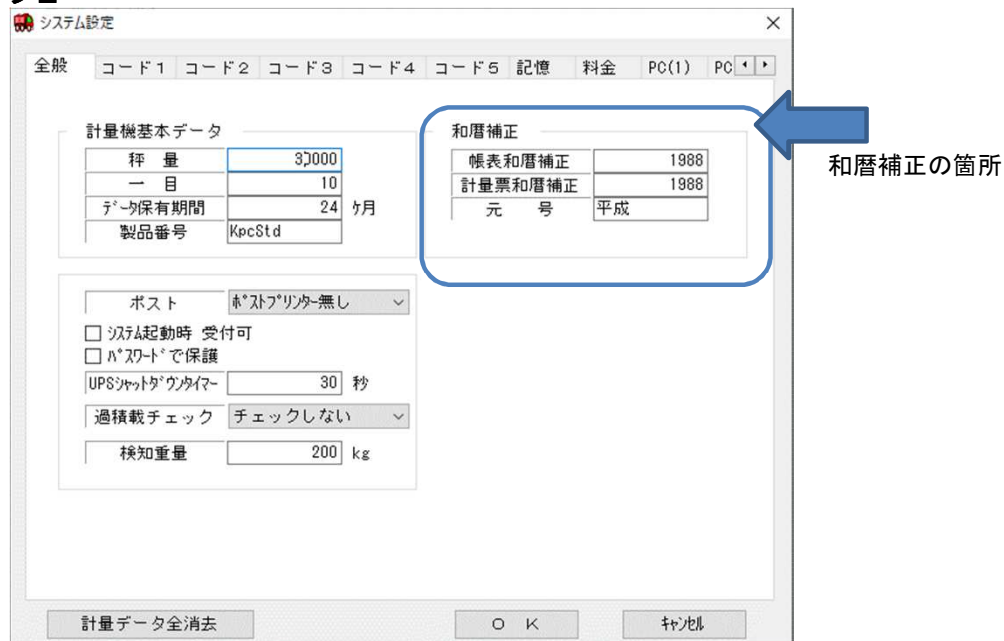 システム設定
全般 コード1 コード2 コード3 コード4 コード5 記憶 料金 PC(1) PC
計量機基本データ
秤 量 30000
一 目 10
データ保有期間 24 ケ月
製品番号 KpcStd
和暦補正
帳表和暦補正 1988
計量票和暦補正 1988
元 号 平成
和暦補正の箇所
ポスト ポストプリンター無し
システム起動時 受付可
パスワードで保護
UPSシャットダウンタイマー 30 秒
過積載チェック チェックしない
検知重量 200 kg
計量データ全消去 O K キャンセル